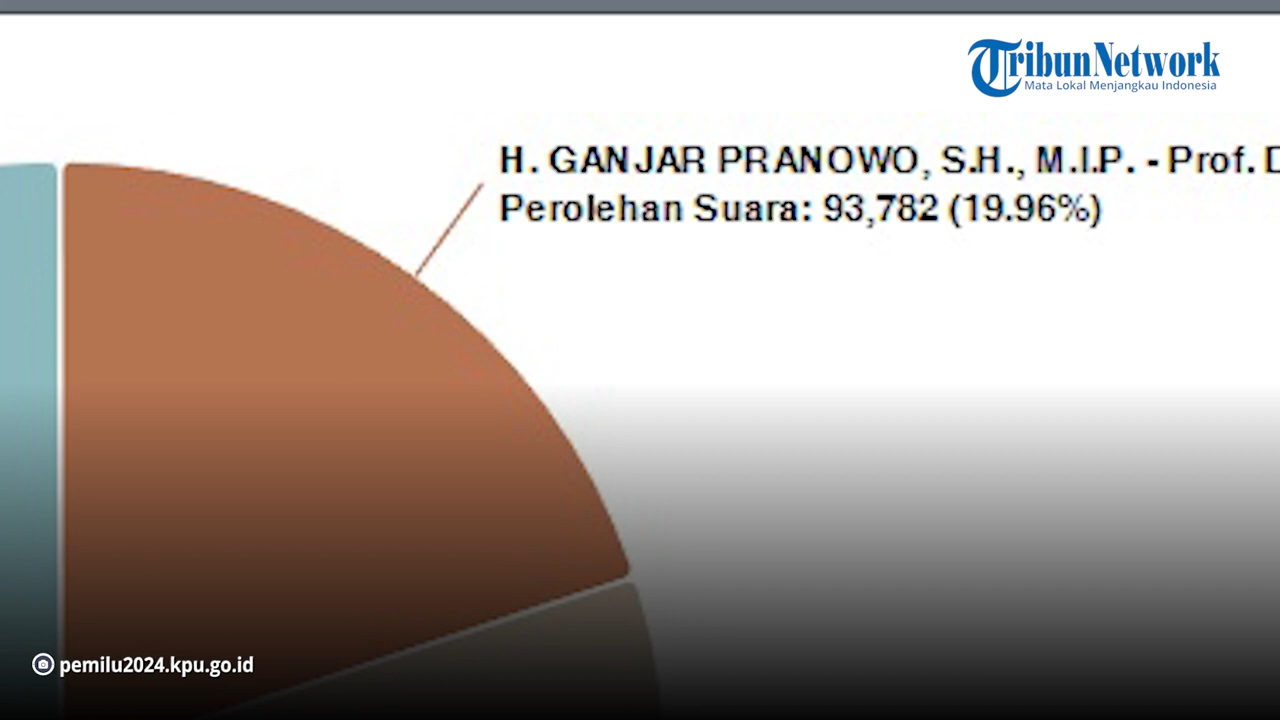 TribunNetwork
Mata Lokal Menjangkau Indonesia
H. GANJAR PRANOWO, S.H., M.I.P. - Prof. D
Perolehan Suara: 93,782 (19.96%)
pemilu2024.kpu.go.id